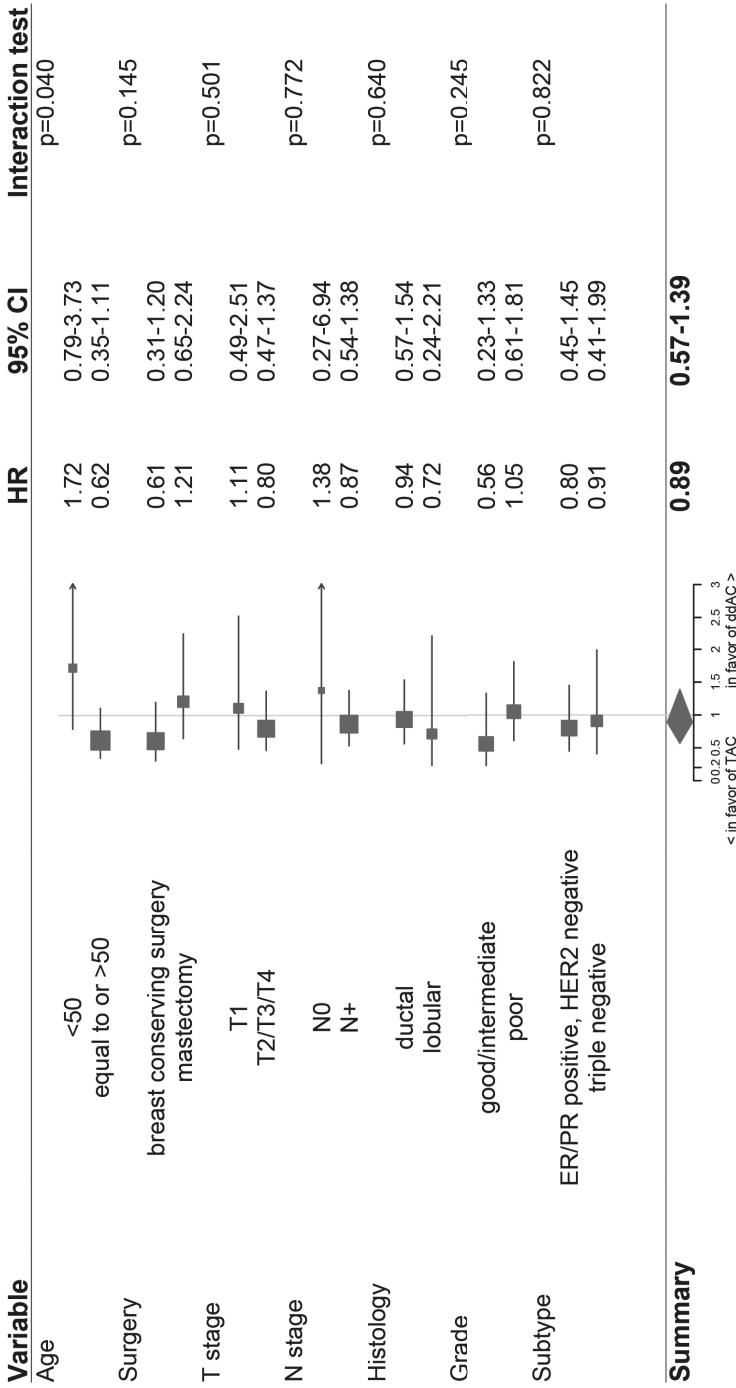 Variable HR 95% CI Interaction test
Age p=0.040
<50 1.72 0.79-3.73
equal to or >50 0.62 0.35-1.11
Surgery p=0.145
breast conserving surgery 0.61 0.31-1.20
mastectomy 1.21 0.65-2.24
T stage p=0.501
T1 1.11 0.49-2.51
T2/T3/T4 0.80 0.47-1.37
N stage p=0.772
N0 1.38 0.27-6.94
N+ 0.87 0.54-1.38
Histology p=0.640
ductal 0.94 0.57-1.54
lobular 0.72 0.24-2.21
Grade p=0.245
good/intermediate 0.56 0.23-1.33
poor 1.05 0.61-1.81
Subtype p=0.822
ER/PR positive, HER2 negative 0.80 0.45-1.45
triple negative 0.91 0.41-1.99
Summary 0.89 0.57-1.39
0 0.2 0.5 1 1.5 2 2.5 3
< in favor of TAC in favor of ddAC >